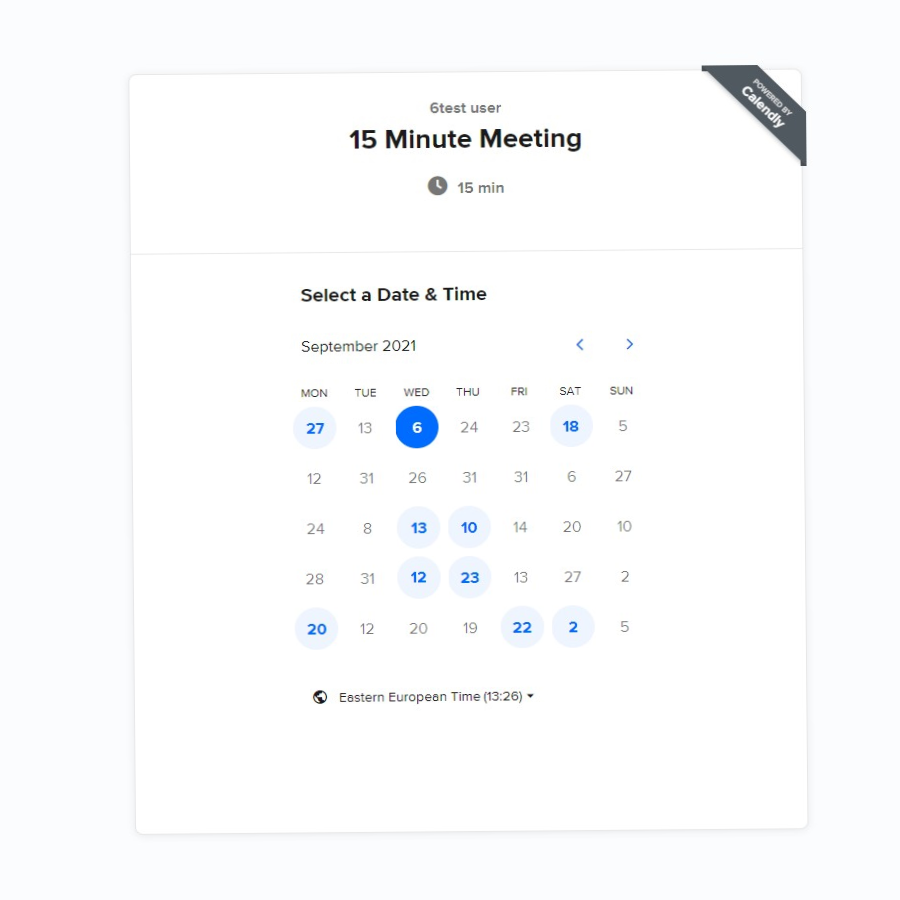 POWERED BY
Calendly
6test user
15 Minute Meeting
15 min
Select a Date & Time
September 2021
MON TUE WED THU FRI SAT SUN
27 13 6 24 23 18 5
12 31 26 31 31 6 27
24 8 13 10 14 20 10
28 31 12 23 13 27 2
20 12 20 19 22 2 5
Eastern European Time (13:26)